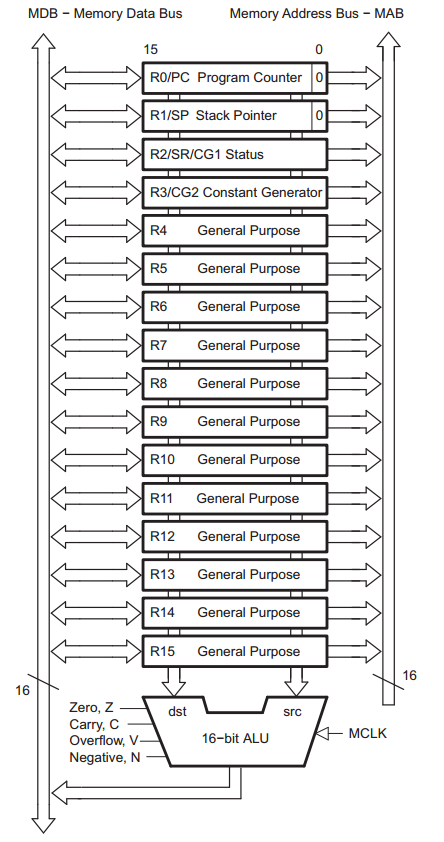 MDB − Memory Data Bus Memory Address Bus − MAB
15 0
R0/PC Program Counter 0
R1/SP Stack Pointer 0
R2/SR/CG1 Status
R3/CG2 Constant Generator
R4 General Purpose
R5 General Purpose
R6 General Purpose
R7 General Purpose
R8 General Purpose
R9 General Purpose
R10 General Purpose
R11 General Purpose
R12 General Purpose
R13 General Purpose
R14 General Purpose
R15 General Purpose
16 16
Zero, Z dst src
Carry, C
Overflow, V 16−bit ALU MCLK
Negative, N